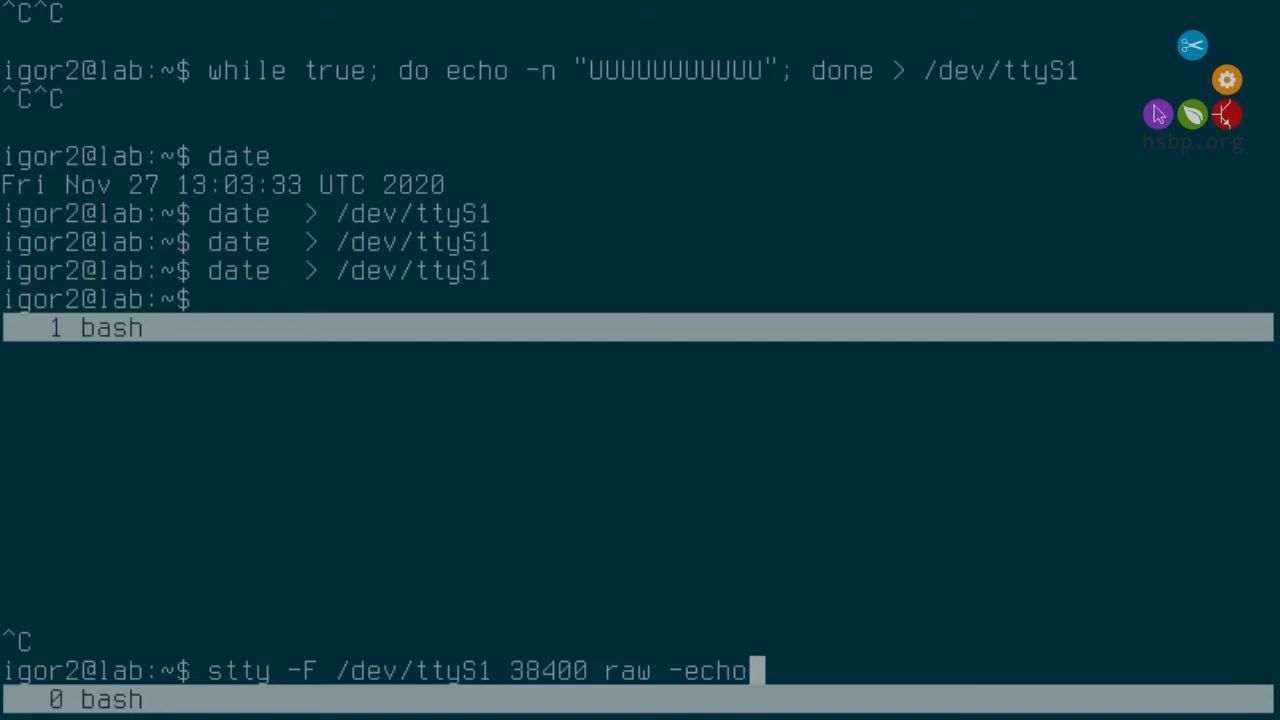 ^C^C
igor2@lab:~$ while true; do echo -n "UUUUUUUUUUU"; done > /dev/ttyS1
^C^C
igor2@lab:~$ date
Fri Nov 27 13:03:33 UTC 2020
igor2@lab:~$ date  > /dev/ttyS1
igor2@lab:~$ date  > /dev/ttyS1
igor2@lab:~$ date  > /dev/ttyS1
igor2@lab:~$
1 bash
^C
igor2@lab:~$ stty -F /dev/ttyS1 38400 raw -echo
0 bash
nsbp.org